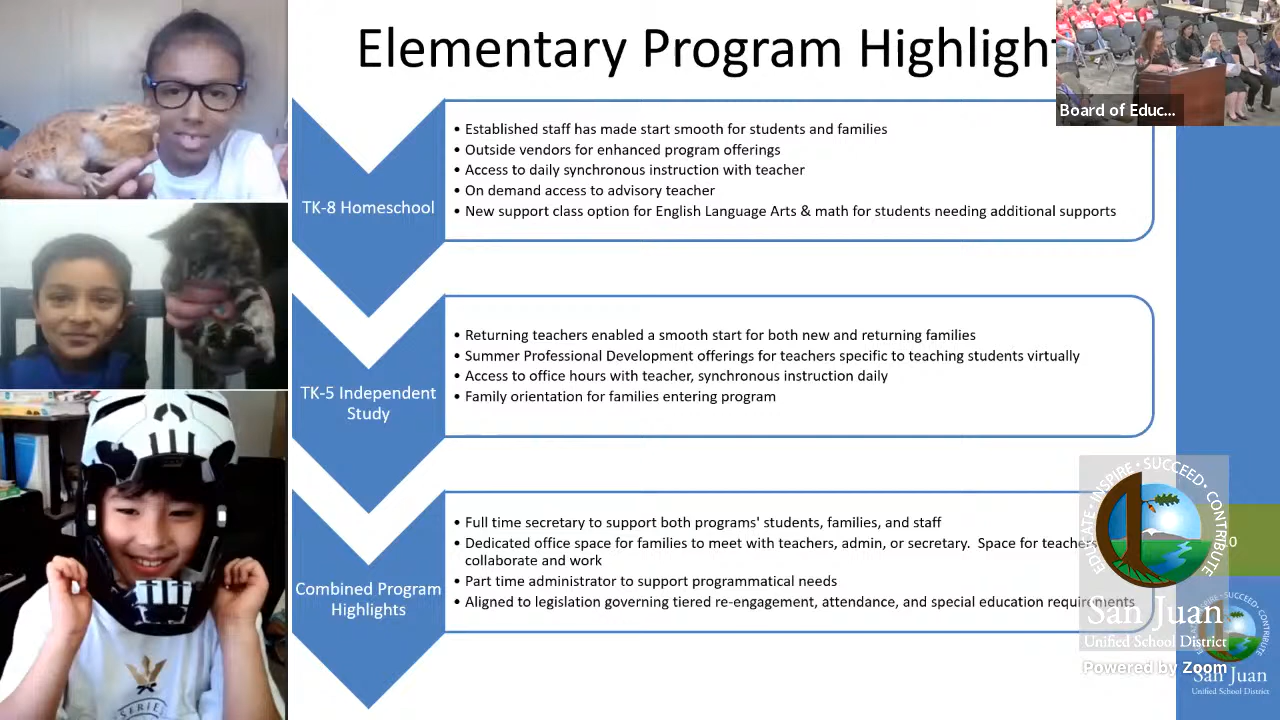 Elementary Program Highligh
Board of Educ...
TK-8 Homeschool
• Established staff has made start smooth for students and families
• Outside vendors for enhanced program offerings
• Access to daily synchronous instruction with teacher
• On demand access to advisory teacher
• New support class option for English Language Arts & math for students needing additional supports
TK-5 Independent
Study
• Returning teachers enabled a smooth start for both new and returning families
• Summer Professional Development offerings for teachers specific to teaching students virtually
• Access to office hours with teacher, synchronous instruction daily
• Family orientation for families entering program
Combined Program
Highlights
• Full time secretary to support both programs' students, families, and staff
• Dedicated office space for families to meet with teachers, admin, or secretary. Space for teachers
collaborate and work
• Part time administrator to support programmatical needs
• Aligned to legislation governing tiered re-engagement, attendance, and special education requirements
EDUCATE • INSPIRE • SUCCEED • CONTRIBUTE
San Juan
Unified School District
Powered by Zoom
0
SUCCEED • CONTRIBUTE
San Juan
Unified School District
SERIES